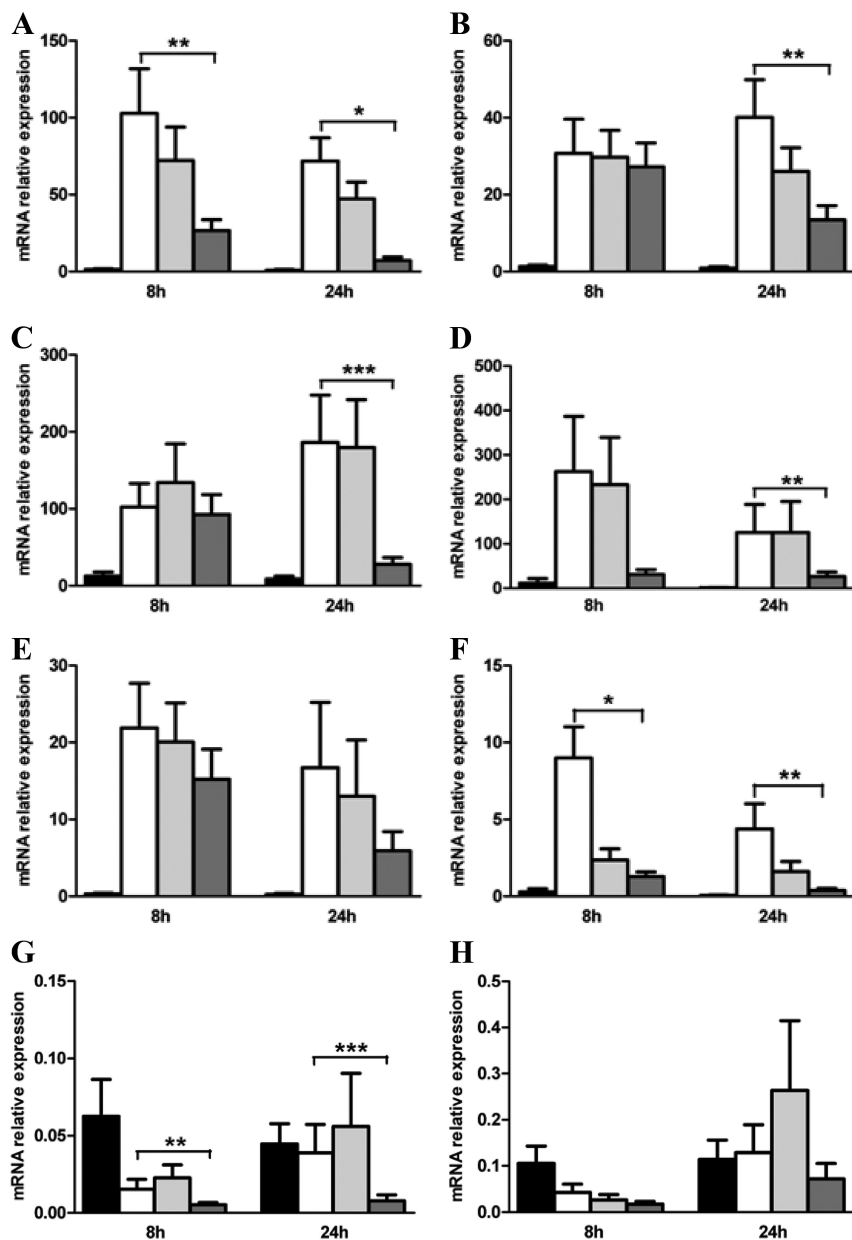 A
mRNA relative expression
150
100
50
0
**
*
8h
24h
B
mRNA relative expression
60
40
20
0
**
8h
24h
C
mRNA relative expression
300
200
100
0
***
8h
24h
D
mRNA relative expression
500
400
300
200
100
0
**
8h
24h
E
mRNA relative expression
30
20
10
0
8h
24h
F
mRNA relative expression
15
10
5
0
*
**
8h
24h
G
mRNA relative expression
0.15
0.10
0.05
0.00
**
***
8h
24h
H
mRNA relative expression
0.5
0.4
0.3
0.2
0.1
0.0
8h
24h